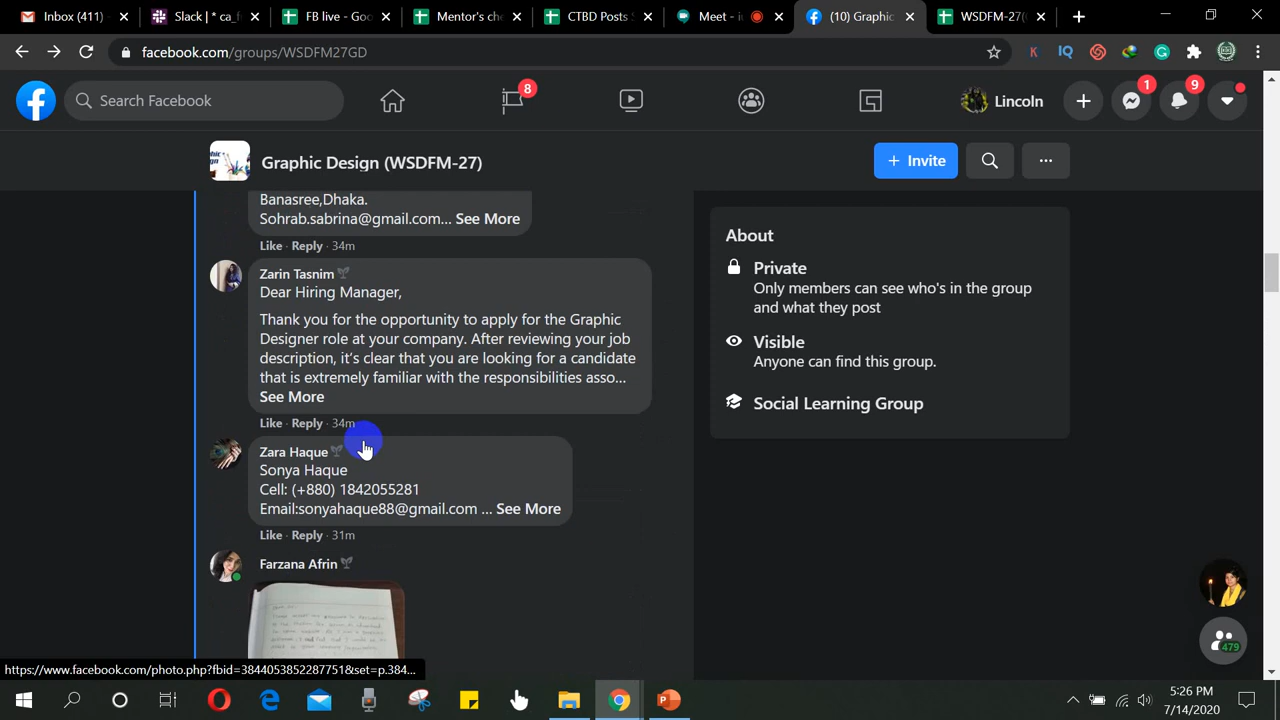 Inbox (411) -
Slack | * ca_f
FB live - Goo
Mentor's che
CTBD Posts S
Meet - iu
(10) Graphic
WSDFM-27(
facebook.com/groups/WSDFM27GD
Search Facebook
8
Lincoln
1
9
Graphic Design (WSDFM-27)
+ Invite
Banasree,Dhaka.
Sohrab.sabrina@gmail.com... See More
Like · Reply · 34m
Zarin Tasnim
Dear Hiring Manager,
Thank you for the opportunity to apply for the Graphic
Designer role at your company. After reviewing your job
description, it's clear that you are looking for a candidate
that is extremely familiar with the responsibilities asso...
See More
Like · Reply · 34m
Zara Haque
Sonya Haque
Cell: (+880) 1842055281
Email:sonyahaque88@gmail.com ... See More
Like · Reply · 31m
Farzana Afrin
About
Private
Only members can see who's in the group
and what they post
Visible
Anyone can find this group.
Social Learning Group
479
https://www.facebook.com/photo.php?fbid=3844053852287751&set=p.384...
5:26 PM
7/14/2020